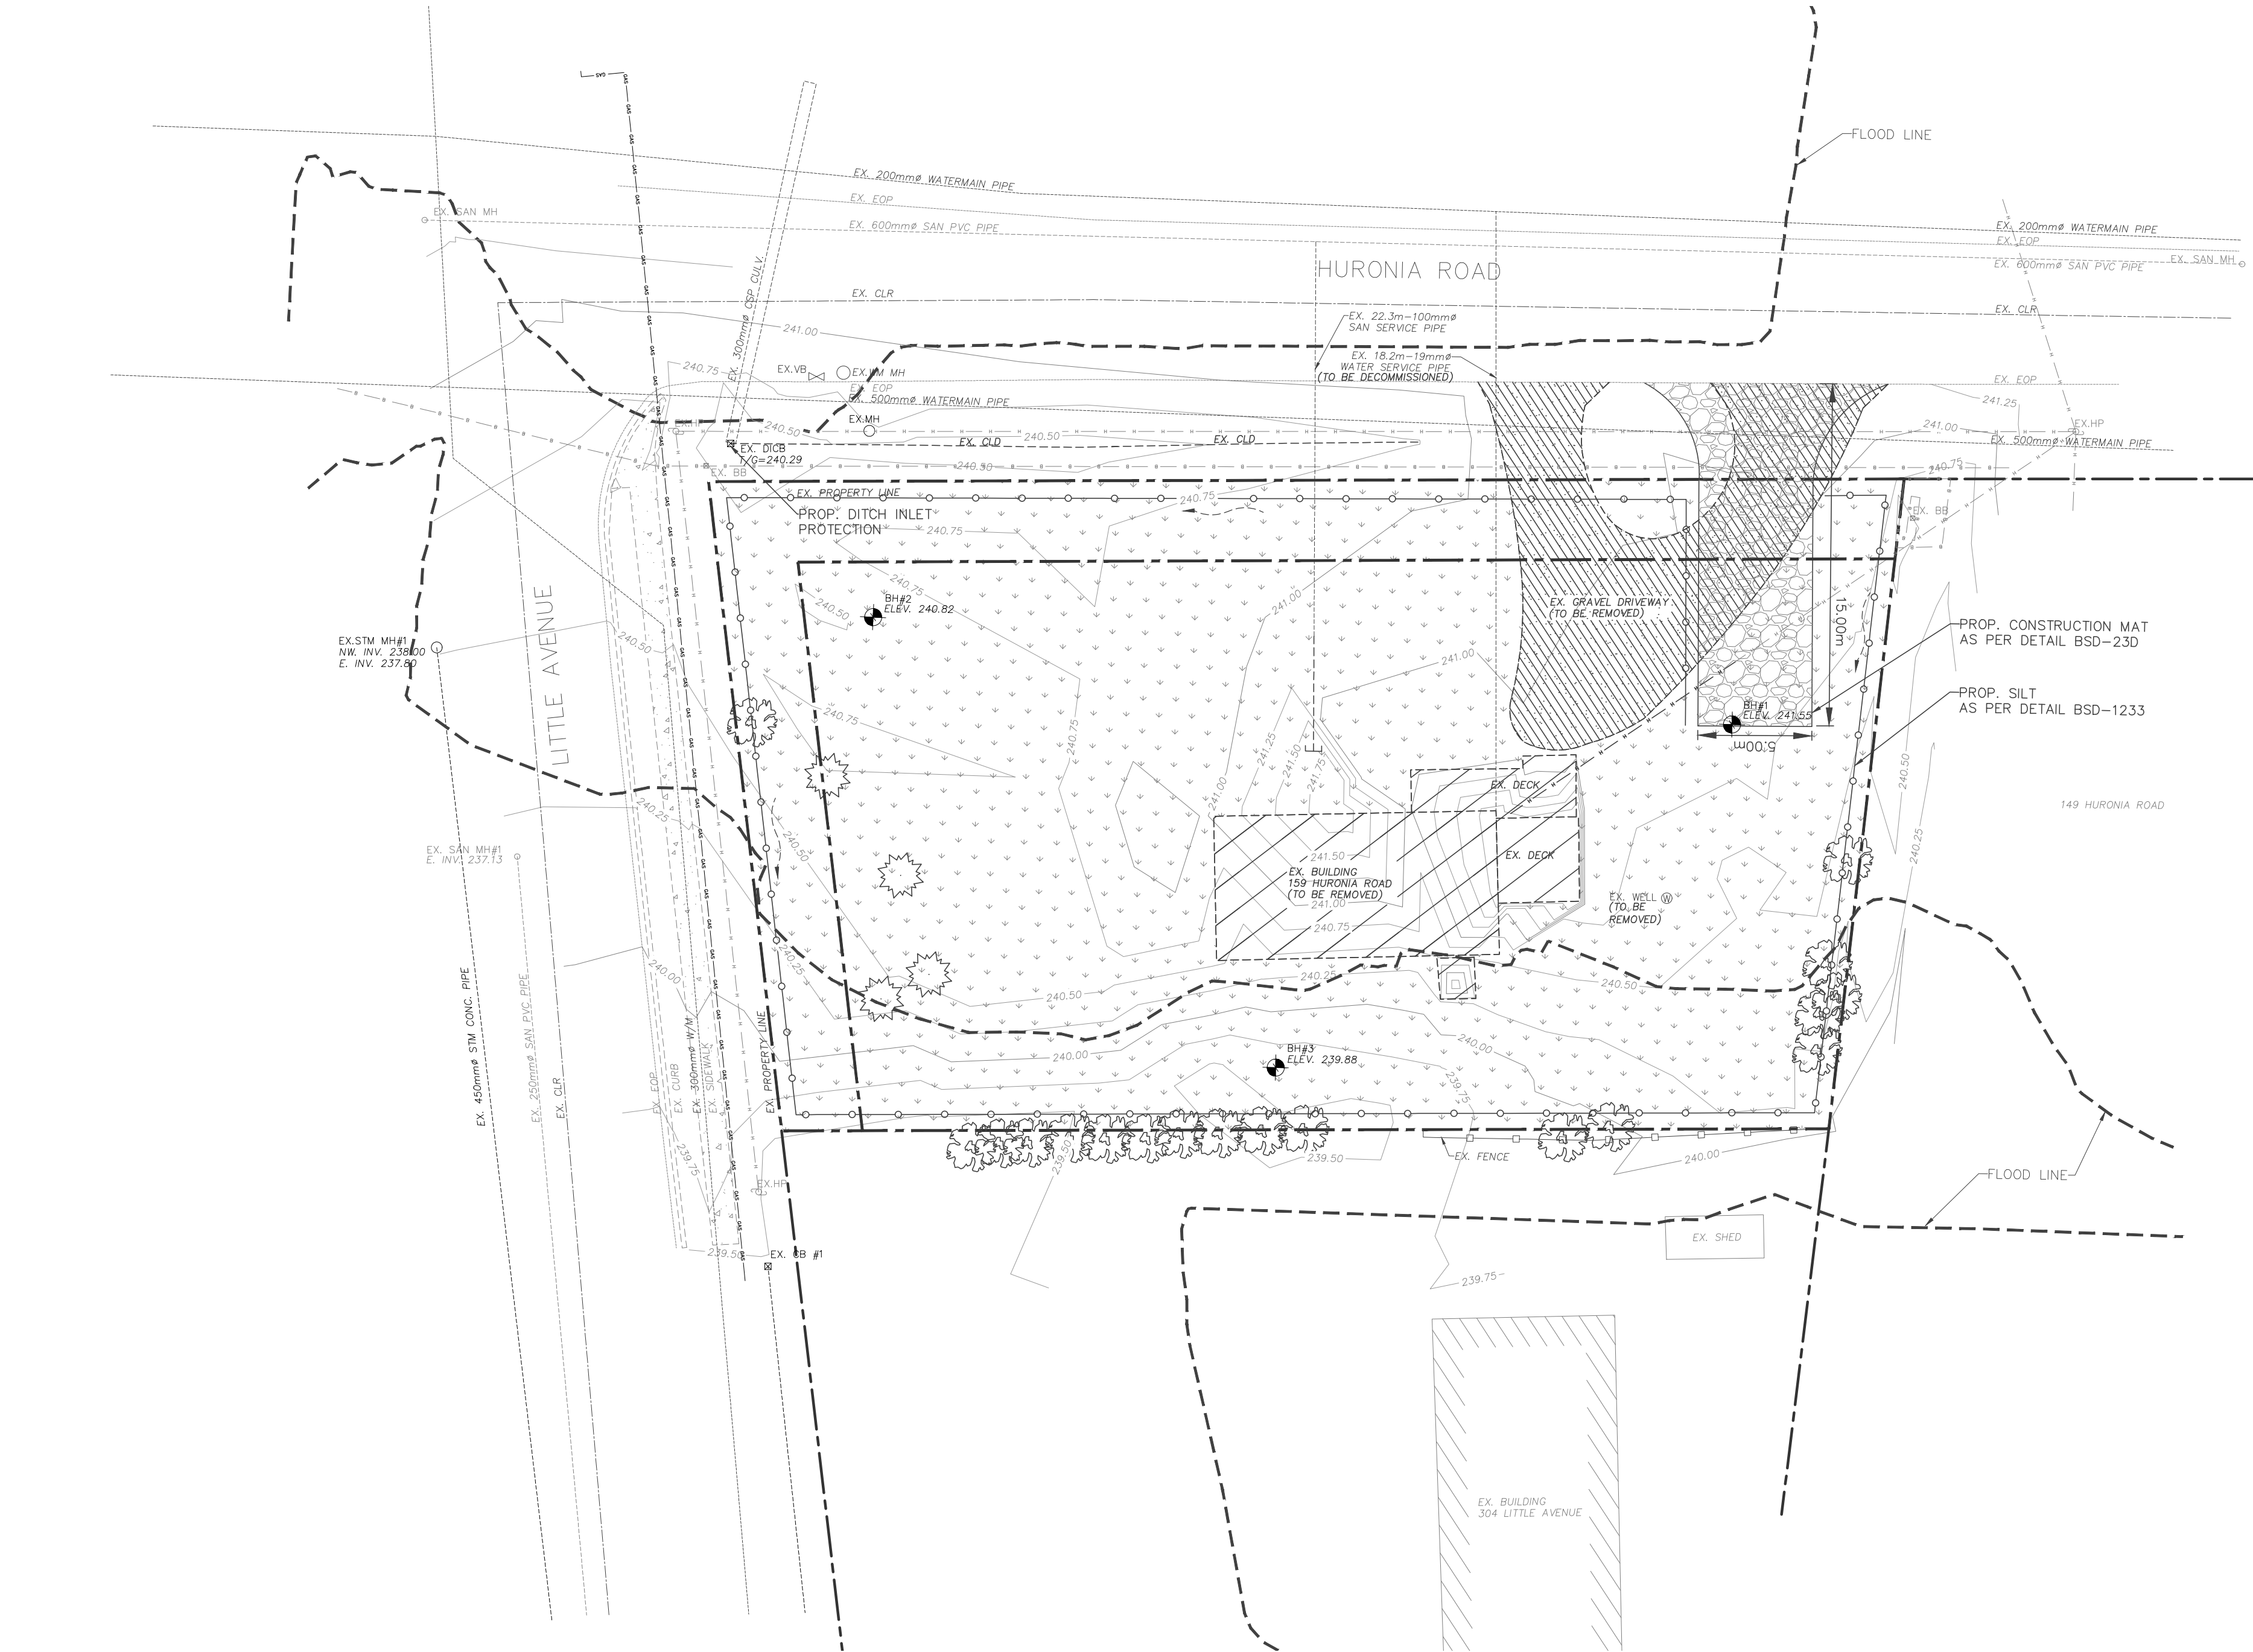 FLOOD LINE
GAS
EX. 200mmø WATERMAIN PIPE
EX. EOP
EX. 600mmø SAN PVC PIPE
EX. SAN MH
EX. 200mmø WATERMAIN PIPE
EX. EOP
EX. 600mmø SAN PVC PIPE
EX. SAN MH
HURONIA ROAD
EX. 300mmø CSP CULV.
EX. CLR
EX. CLR
241.00
EX. 22.3m-100mmø
SAN SERVICE PIPE
EX. 18.2m-19mmø
WATER SERVICE PIPE
(TO BE DECOMMISSIONED)
240.75
EX.VB
EX.WM MH
EX. EOP
EX. 500mmø WATERMAIN PIPE
EX. EOP
241.25
EX.HP
240.50
EX.MH
EX. CLD
240.50
EX. CLD
241.00
EX.HP
EX. 500mmø WATERMAIN PIPE
EX. DICB
T/G=240.29
240.50
EX. BB
240.75
EX. PROPERTY LINE
240.75
PROP. DITCH INLET
PROTECTION
240.75
EX. BB
240.75
BH#2
ELEV. 240.82
240.50
241.00
EX. GRAVEL DRIVEWAY
(TO BE REMOVED)
15.00m
PROP. CONSTRUCTION MAT
AS PER DETAIL BSD-23D
LITTLE AVENUE
EX.STM MH#1
NW. INV. 238.00
E. INV. 237.80
240.50
241.00
PROP. SILT
AS PER DETAIL BSD-1233
BH#1
ELEV. 241.55
5.00m
240.75
240.75
241.25
241.50
241.75
241.00
EX. DECK
240.50
149 HURONIA ROAD
240.25
240.50
240.25
EX. SAN MH#1
E. INV. 237.13
241.50
EX. BUILDING
159 HURONIA ROAD
(TO BE REMOVED)
241.00
240.75
EX. DECK
EX. WELL
W
(TO BE
REMOVED)
240.25
240.00
240.50
240.25
240.50
EX. 450mmø STM CONC. PIPE
EX. 250mmø SAN PVC PIPE
EX. CLR
EX. EOP
EX. CURB
EX. 300mmø W/M
EX. SIDEWALK
EX. PROPERTY LINE
240.00
BH#3
ELEV. 239.88
240.00
239.75
239.75
239.50
239.50
EX. FENCE
240.00
EX.HP
FLOOD LINE
239.50
EX. CB #1
EX. SHED
239.75
EX. BUILDING
304 LITTLE AVENUE